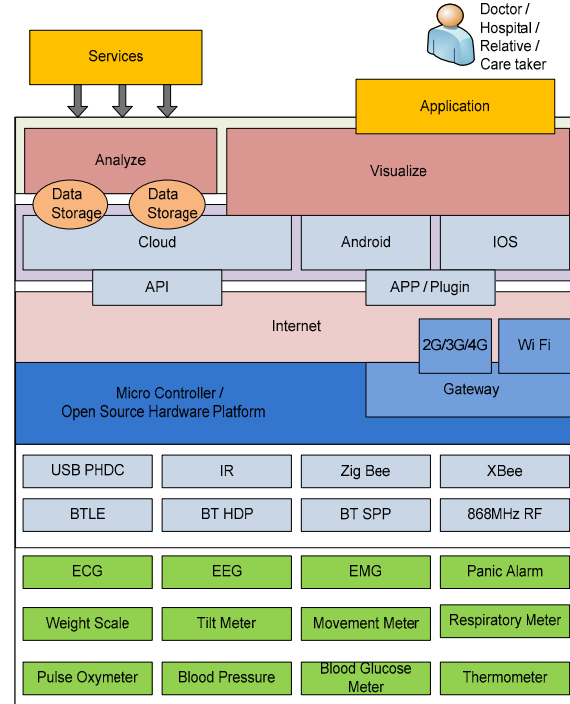 Doctor /
Hospital /
Relative /
Care taker
Services
Application
Analyze
Visualize
Data
Storage
Data
Storage
Cloud
Android
IOS
API
APP / Plugin
Internet
2G/3G/4G
Wi Fi
Micro Controller /
Open Source Hardware Platform
Gateway
USB PHDC
IR
Zig Bee
XBee
BTLE
BT HDP
BT SPP
868MHz RF
ECG
EEG
EMG
Panic Alarm
Weight Scale
Tilt Meter
Movement Meter
Respiratory Meter
Pulse Oxymeter
Blood Pressure
Blood Glucose
Meter
Thermometer